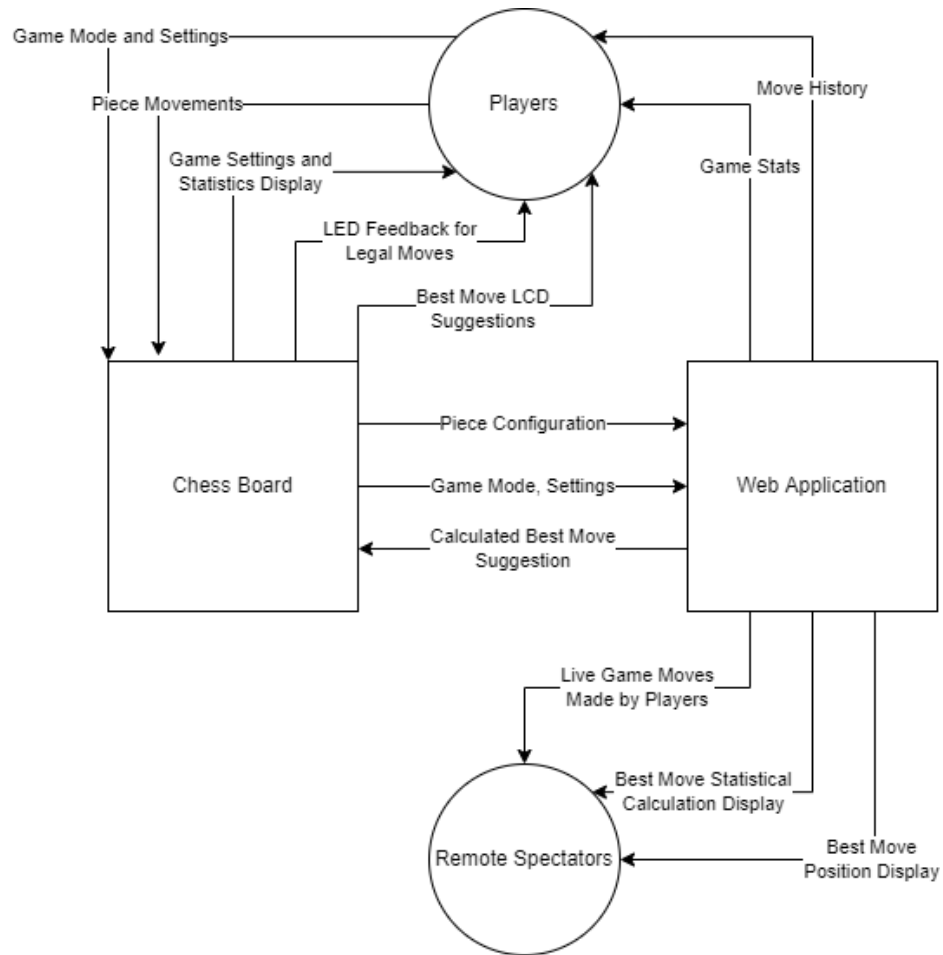 Game Mode and Settings
Players
Move History
Piece Movements
Game Settings and
Statistics Display
Game Stats
LED Feedback for
Legal Moves
Best Move LCD
Suggestions
Piece Configuration
Chess Board
Game Mode, Settings
Web Application
Calculated Best Move
Suggestion
Live Game Moves
Made by Players
Best Move Statistical
Calculation Display
Remote Spectators
Best Move
Position Display